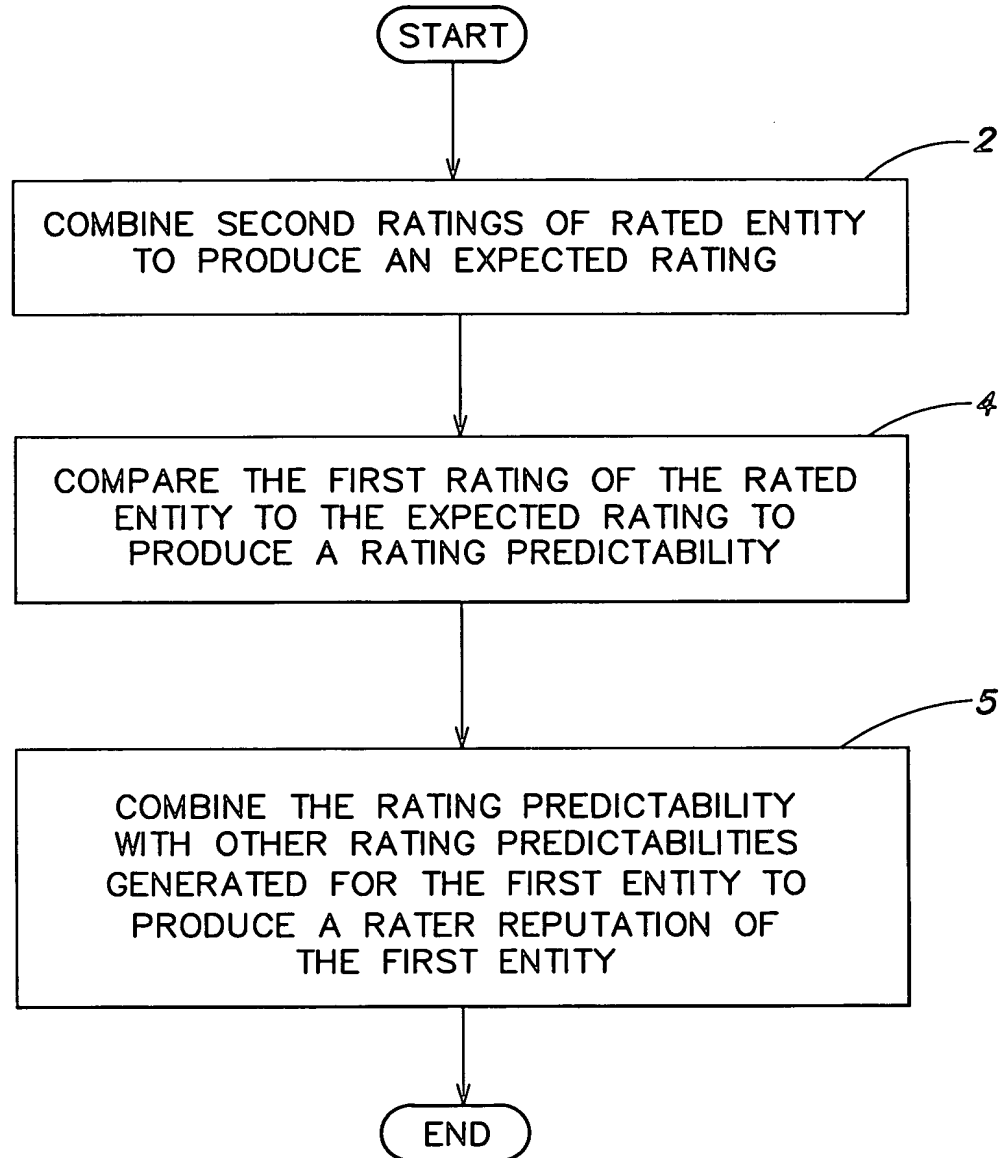 START
2
COMBINE SECOND RATINGS OF RATED ENTITY
TO PRODUCE AN EXPECTED RATING
4
COMPARE THE FIRST RATING OF THE RATED
ENTITY TO THE EXPECTED RATING TO
PRODUCE A RATING PREDICTABILITY
5
COMBINE THE RATING PREDICTABILITY
WITH OTHER RATING PREDICTABILITIES
GENERATED FOR THE FIRST ENTITY TO
PRODUCE A RATER REPUTATION OF
THE FIRST ENTITY
END